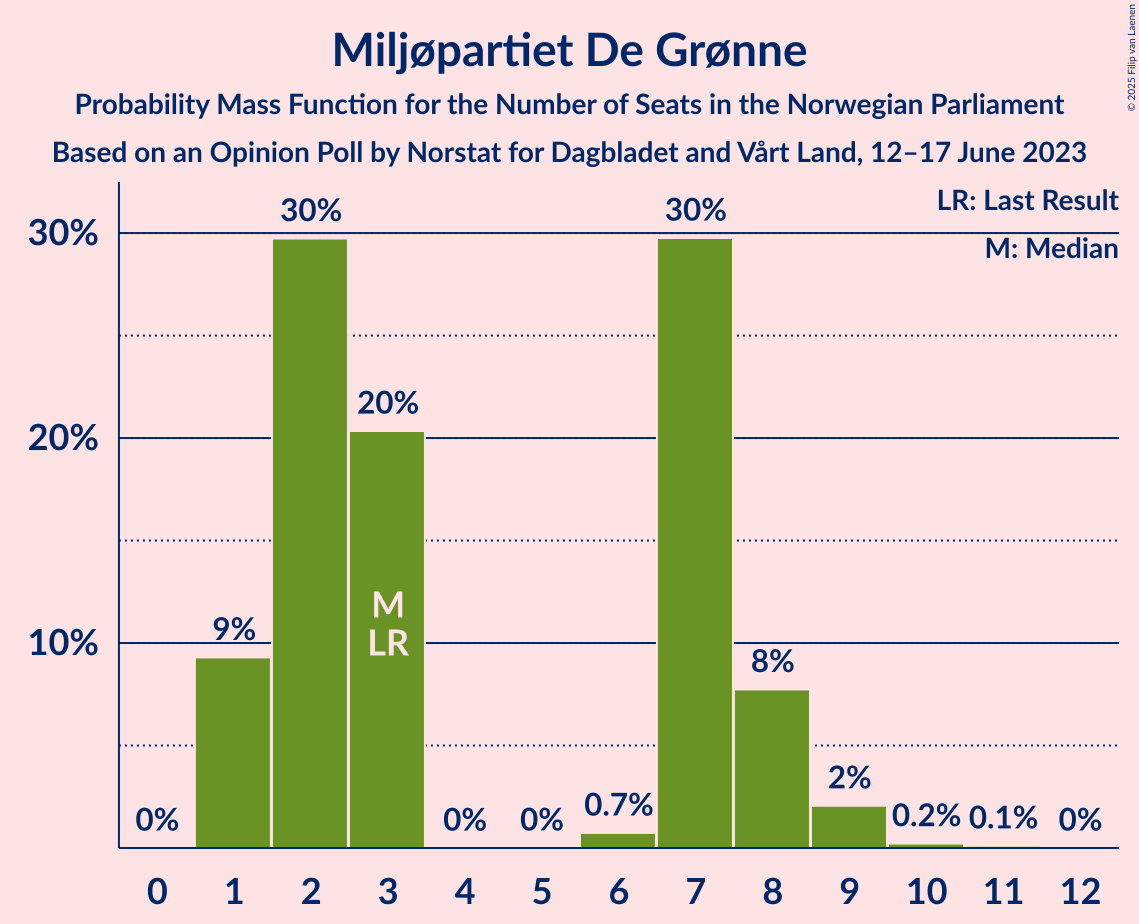 Miljøpartiet De Grønne
Probability Mass Function for the Number of Seats in the Norwegian Parliament
Based on an Opinion Poll by Norstat for Dagbladet and Vårt Land, 12–17 June 2023
© 2025 Filip van Laenen
LR: Last Result
M: Median
30%
20%
10%
0%
9%
30%
20%
M
LR
0%
0%
0.7%
30%
8%
2%
0.2%
0.1%
0%
0 1 2 3 4 5 6 7 8 9 10 11 12